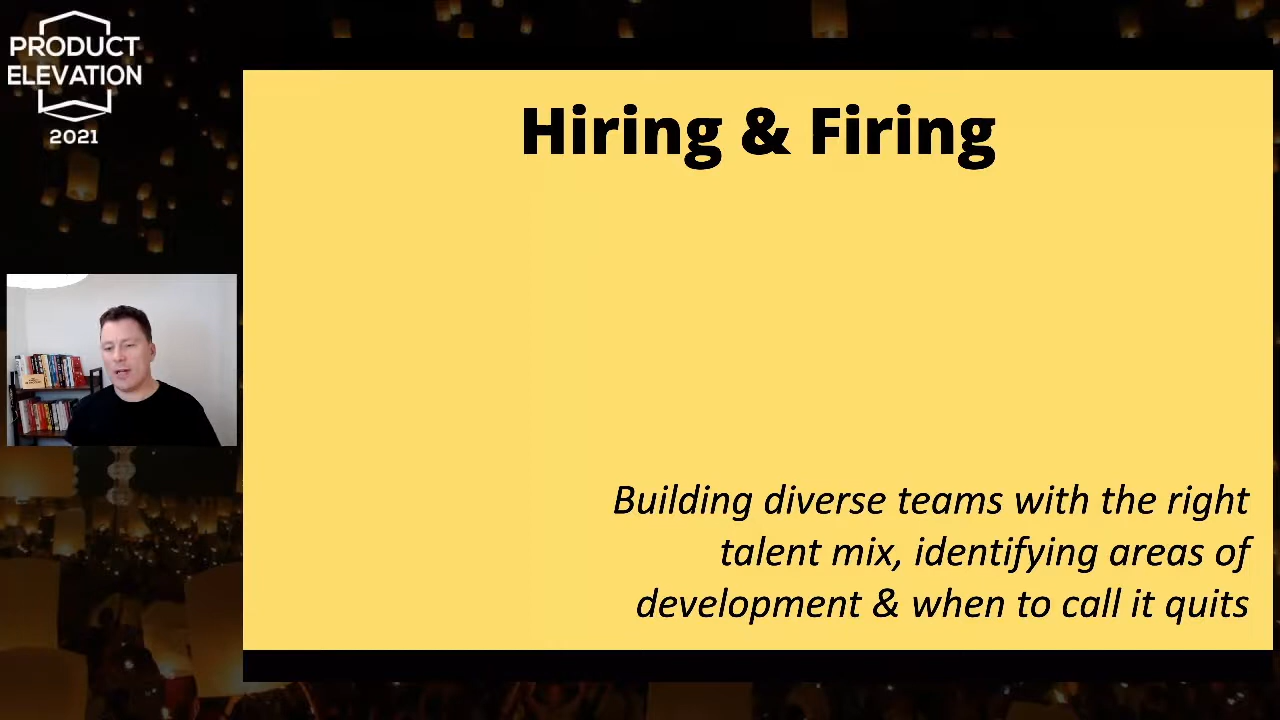 PRODUCT
ELEVATION
2021
Hiring & Firing
Building diverse teams with the right
talent mix, identifying areas of
development & when to call it quits